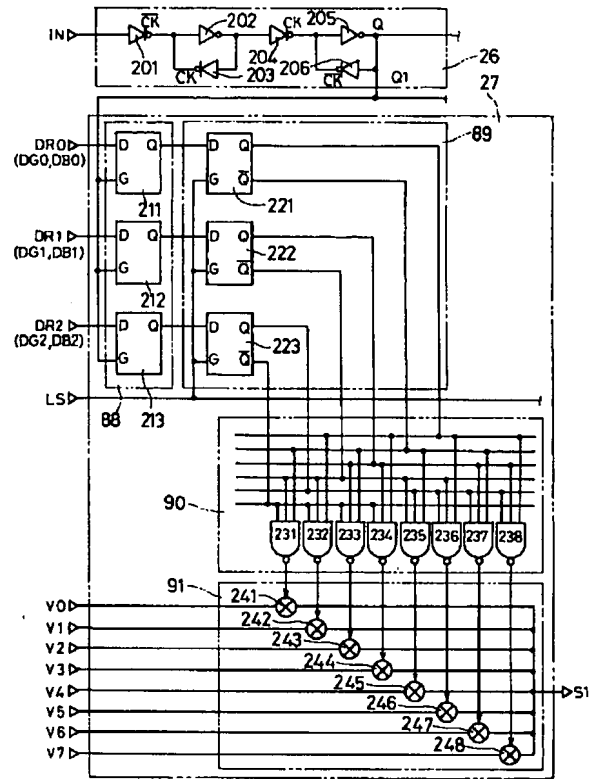 C̅K̅ 202 CK 205 Q
IN
201 204
CK 203 C̅K̅ 206 Q1 26
27
89
DR0 D Q D Q
(DG0,DB0) G G Q̅
211 221
DR1 D Q D Q
(DG1,DB1) G G Q̅
212 222
DR2 D Q D Q
(DG2,DB2) G G Q̅
213 223
88
LS
90
231 232 233 234 235 236 237 238
91
V0 241
V1 242
V2 243
V3 244
V4 245 S1
V5 246
V6 247
V7 248